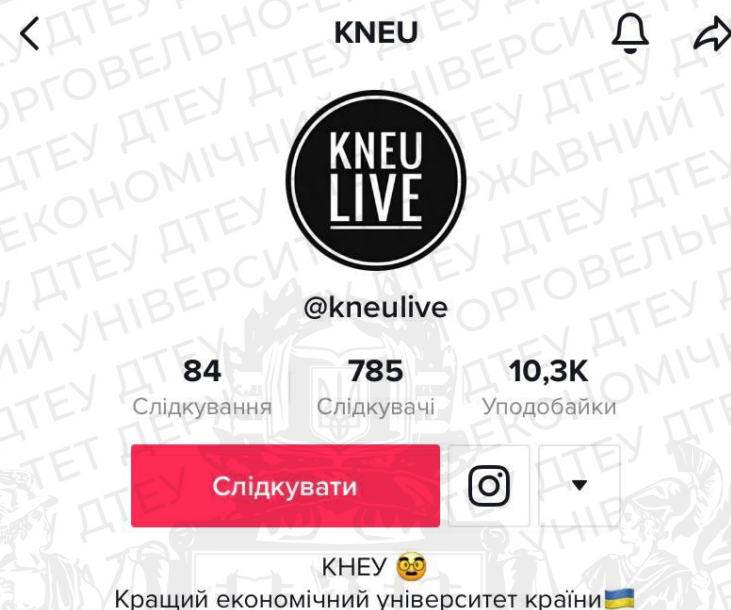 KNEU
KNEU
LIVE
@kneulive
84
785
10,3K
Слідкування
Слідкувачі
Уподобайки
Слідкувати
КНЕУ 🥸
Кращий економічний університет країни🇺🇦